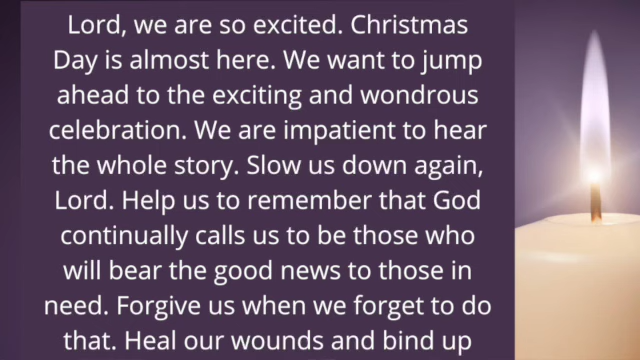 Lord, we are so excited. Christmas
Day is almost here. We want to jump
ahead to the exciting and wondrous
celebration. We are impatient to hear
the whole story. Slow us down again,
Lord. Help us to remember that God
continually calls us to be those who
will bear the good news to those in
need. Forgive us when we forget to do
that. Heal our wounds and bind up